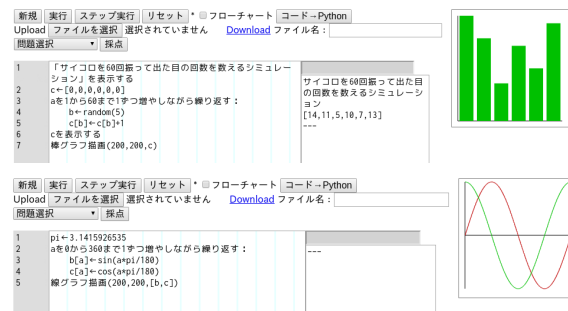 新規 実行 ステップ実行 リセット * フローチャート コード→Python
Upload ファイルを選択 選択されていません Download ファイル名：
問題選択 ▼ 採点
1 「サイコロを60回振って出た目の回数を数えるシミュレー
ション」を表示する
2 c←[0,0,0,0,0,0]
3 aを1から60まで1ずつ増やしながら繰り返す：
4 b←random(5)
5 c[b]←c[b]+1
6 cを表示する
7 棒グラフ描画(200,200,c)
サイコロを60回振って出た目
の回数を数えるシミュレーシ
ョン
[14,11,5,10,7,13]
---
新規 実行 ステップ実行 リセット * フローチャート コード→Python
Upload ファイルを選択 選択されていません Download ファイル名：
問題選択 ▼ 採点
1 pi←3.1415926535
2 aを0から360まで1ずつ増やしながら繰り返す：
3 b[a]←sin(a*pi/180)
4 c[a]←cos(a*pi/180)
5 線グラフ描画(200,200,[b,c])
---